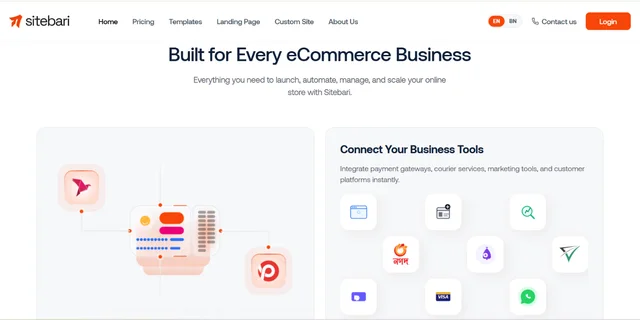 sitebari
Home Pricing Templates Landing Page Custom Site About Us
EN BN
Contact us
Login
Built for Every eCommerce Business
Everything you need to launch, automate, manage, and scale your online
store with Sitebari.
Connect Your Business Tools
Integrate payment gateways, courier services, marketing tools, and customer
platforms instantly.
নগদ
VISA